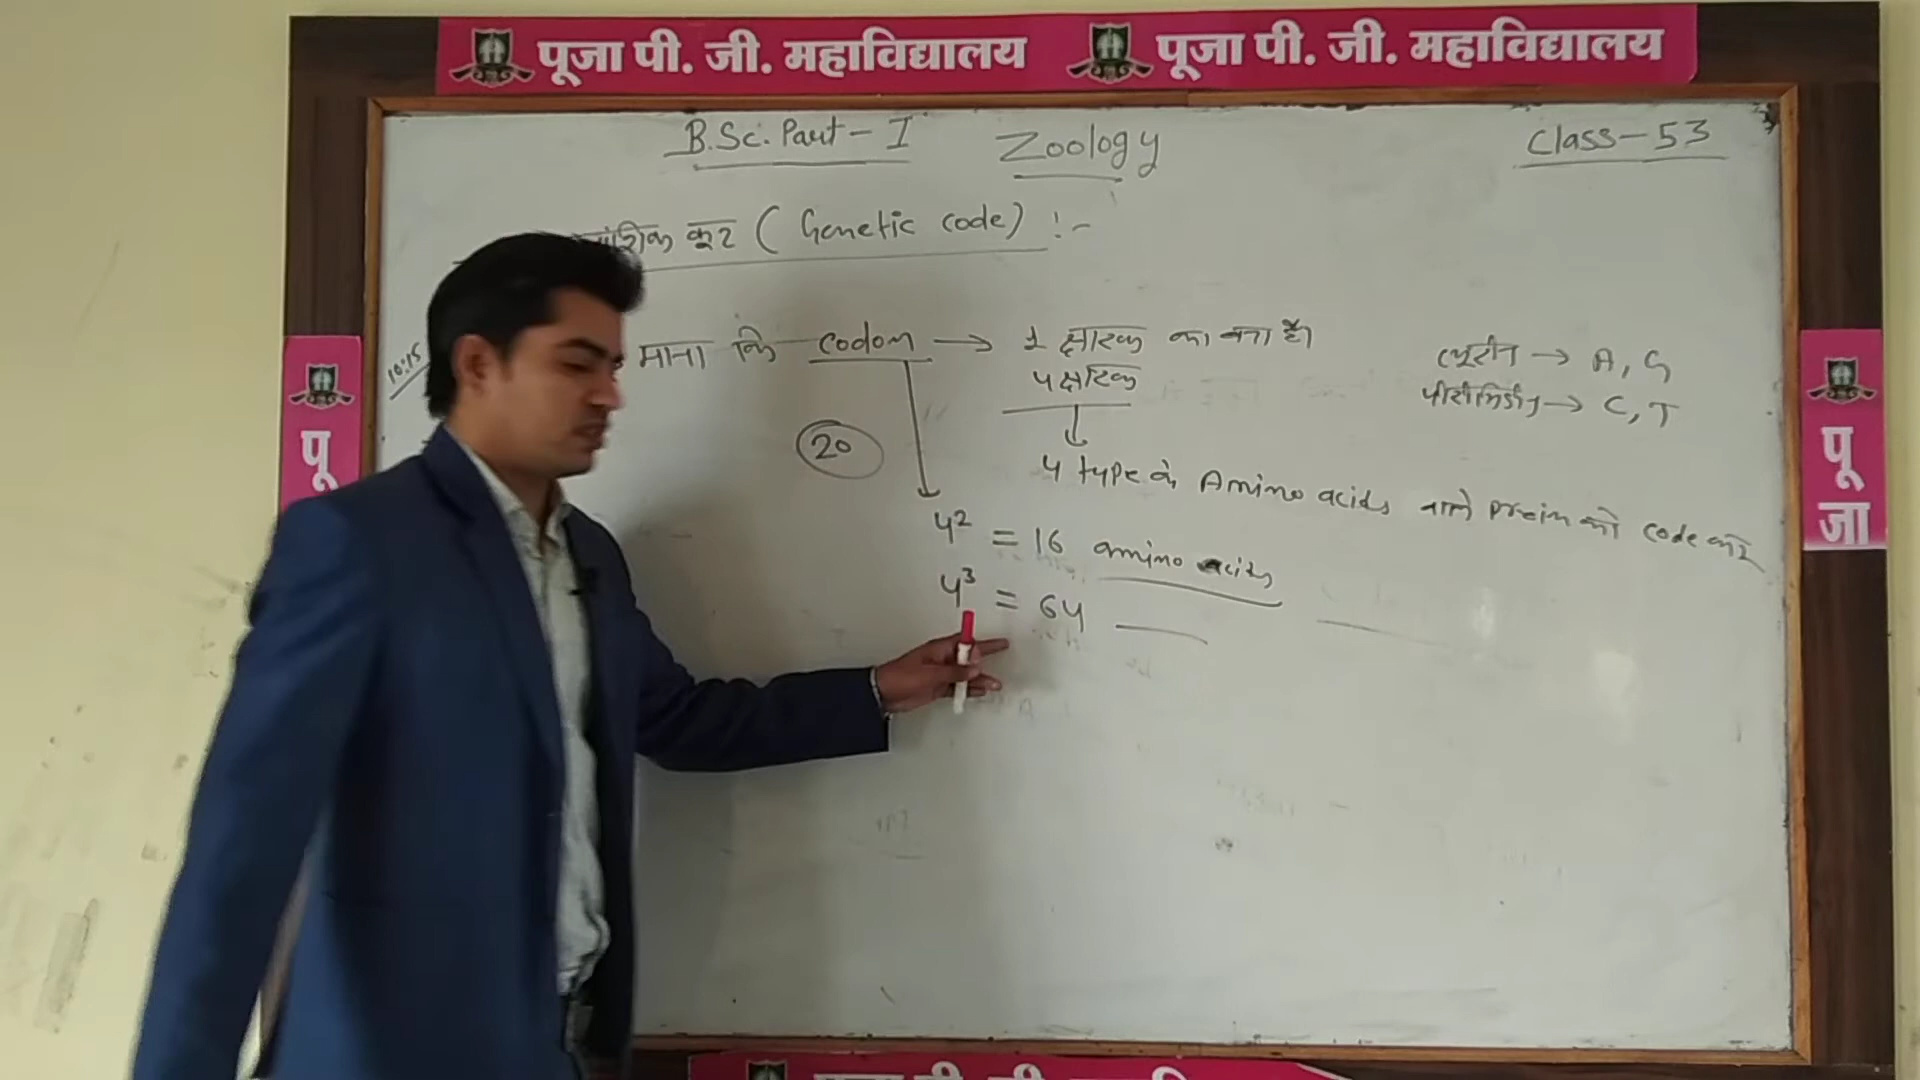 पूजा पी. जी. महाविद्यालय पूजा पी. जी. महाविद्यालय
B.Sc. Part - I Zoology Class-53
कूट ( Genetic code) :-
10:15
माना कि codon → 1 क्षारक का बना है।
4 क्षारक
प्यूरीन → A, G
→ C, T
20
4 type के Amino acids वाले को code करें
4² = 16 amino acids
4³ = 64
पू
पू
जा